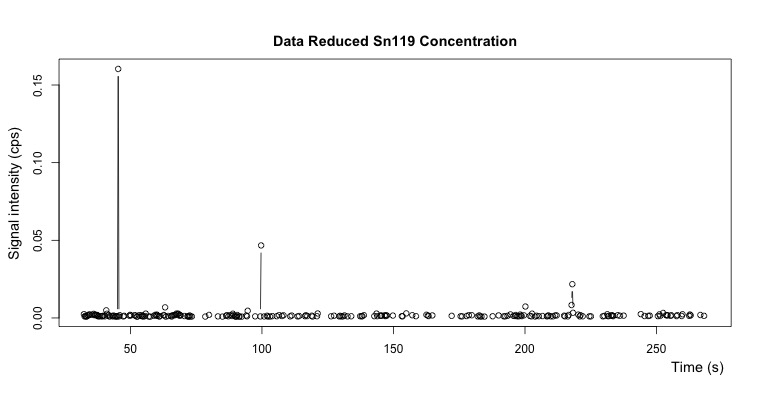 Data Reduced Sn119 Concentration
Signal intensity (cps)
0.15
0.10
0.05
0.00
50 100 150 200 250
Time (s)